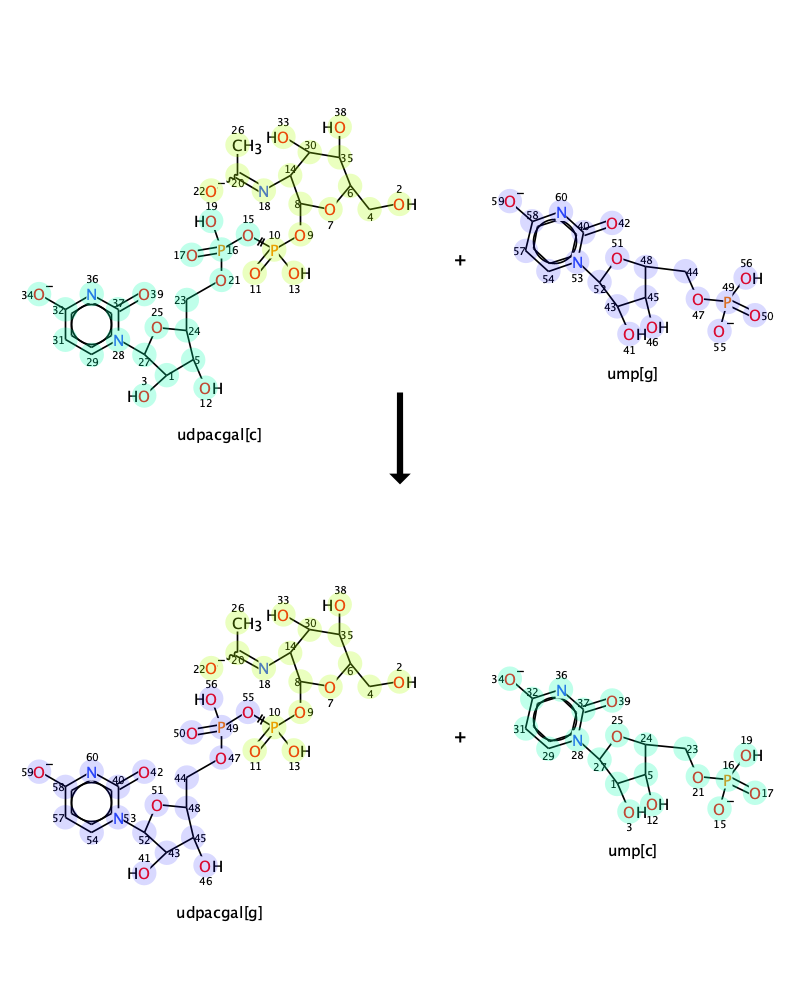 38
33
HO
HO
26
CH3
30
35
14
20
22O−
N
18
6
2
OH
8
4
O
7
19
HO
15
O
10
O9
17O
P
16
P
O
11
OH
13
O
21
23
36
34O−
N
O39
37
32
25
O
24
31
N
28
29
27
5
3
1
HO
OH
12
udpacgal[c]
+
60
59O−
N
58
40
O42
57
51
O
48
N
53
54
52
44
56
OH
49
43
45
O
47
P
O50
O−
55
OH
41
OH
46
ump[g]
38
33
HO
HO
26
CH3
30
35
14
20
22O−
N
18
6
2
OH
8
4
O
7
56
HO
55
O
10
O9
50O
P
49
P
O
11
OH
13
O
47
44
60
59O−
N
O42
40
58
51
O
48
57
N
53
54
52
45
41
43
HO
OH
46
udpacgal[g]
+
36
34O−
N
32
37
O39
31
25
O
24
N
28
29
27
23
19
OH
16
1
5
O
21
P
O17
O−
15
OH
3
OH
12
ump[c]